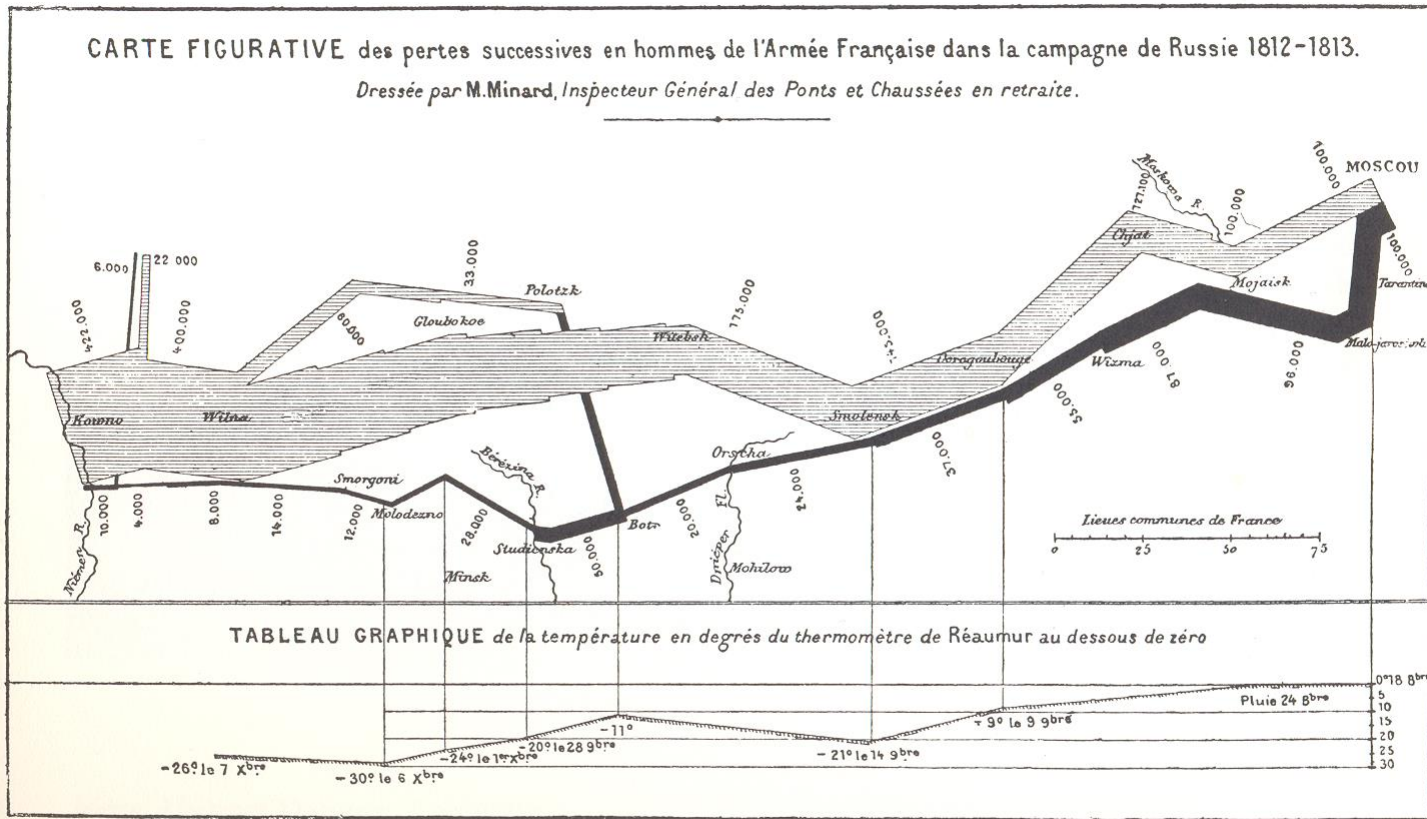 CARTE FIGURATIVE des pertes successives en hommes de l'Armée Française dans la campagne de Russie 1812-1813.
Dressée par M.Minard, Inspecteur Général des Ponts et Chaussées en retraite.
MOSCOU
100.000
Moskowa R.
127.100
100.000
Chjat
100.000
Mojaisk
Tarantino
6.000
22 000
33.000
Polotzk
422.000
400.000
60.000
Gloubokoe
175.000
Witebsk
145.000
Dorogoubouge
Malo-jaroslok
Wizma
96.000
87.000
55.000
Kowno
Wilna
Smolensk
37.000
Orscha
24.000
Bérézina R.
Smorgoni
Molodezno
10.000
4.000
8.000
14.000
12.000
28.000
Studienska
50.000
Botr
20.000
Dniéper Fl.
Mohilow
Minsk
Niémen R.
Lieues communes de France
0 25 50 75
TABLEAU GRAPHIQUE de la température en degrés du thermomètre de Réaumur au dessous de zéro
0° 18 8bre
5
10
15
20
25
30
Pluie 24 8bre
- 9° le 9 9bre
- 21° le 14 9bre
-11°
-20° le 28 9bre
-24° le 1er Xbre
- 30° le 6 Xbre
-26° le 7 Xbre